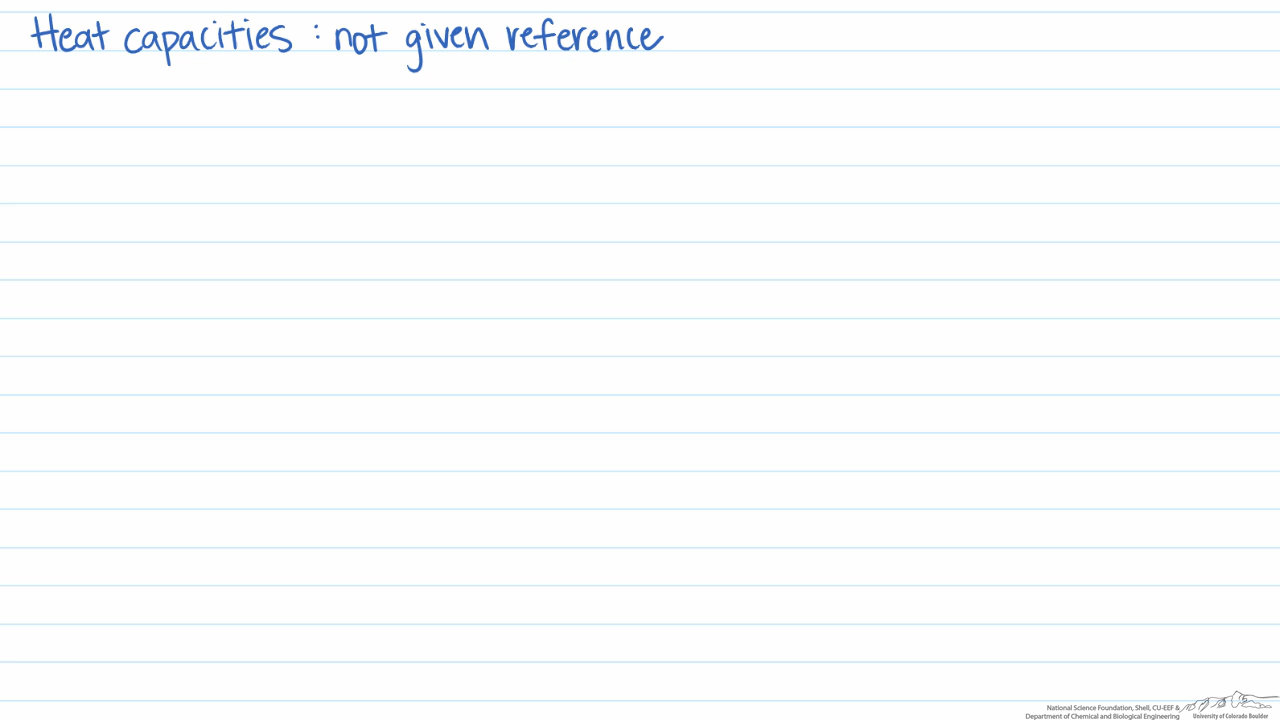 Heat capacities : not given reference
National Science Foundation, Shell, CU-EEF &
Department of Chemical and Biological Engineering
University of Colorado Boulder